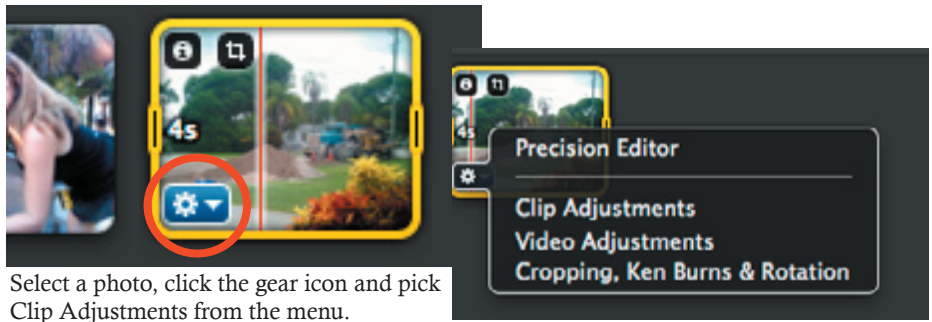 4s
Select a photo, click the gear icon and pick
Clip Adjustments from the menu.
4s
Precision Editor
Clip Adjustments
Video Adjustments
Cropping, Ken Burns & Rotation